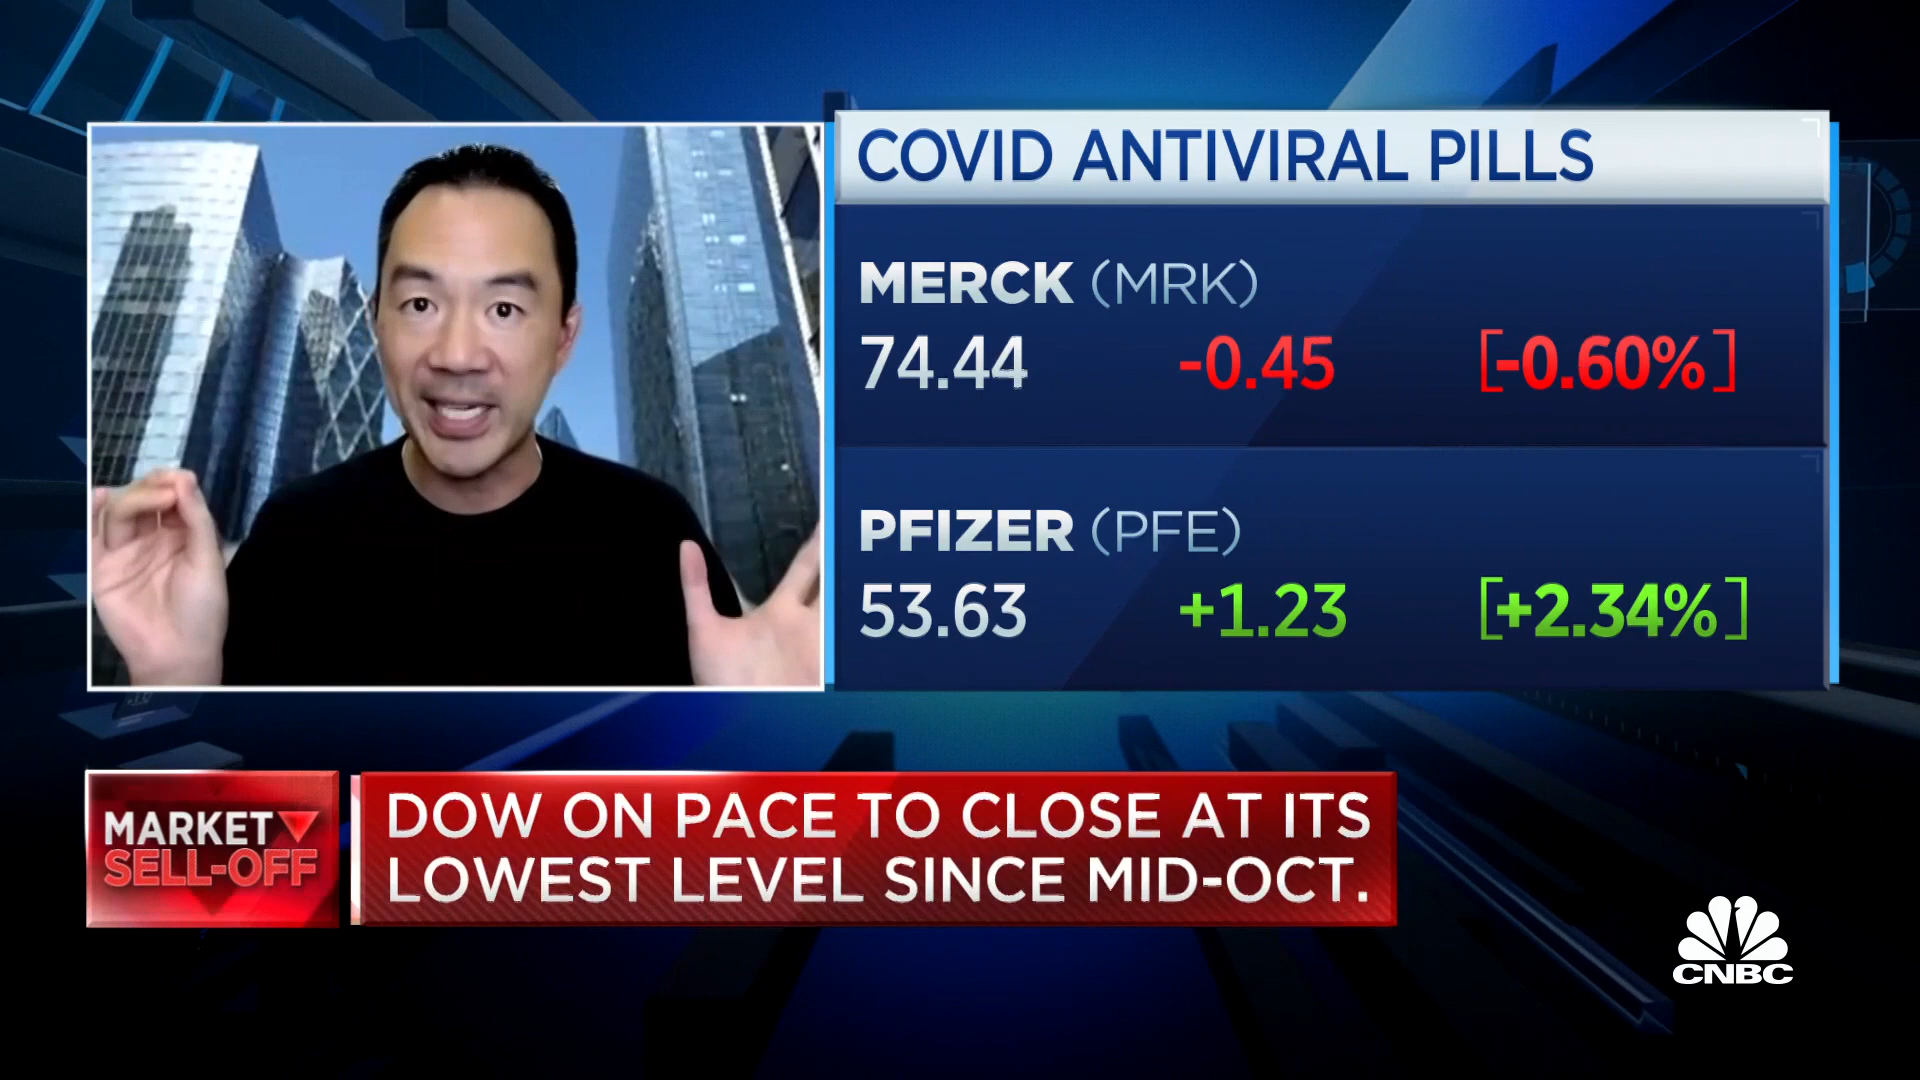 COVID ANTIVIRAL PILLS
MERCK (MRK)
74.44 -0.45 [-0.60%]
PFIZER (PFE)
53.63 +1.23 [+2.34%]
MARKET
SELL-OFF
DOW ON PACE TO CLOSE AT ITS
LOWEST LEVEL SINCE MID-OCT.
CNBC